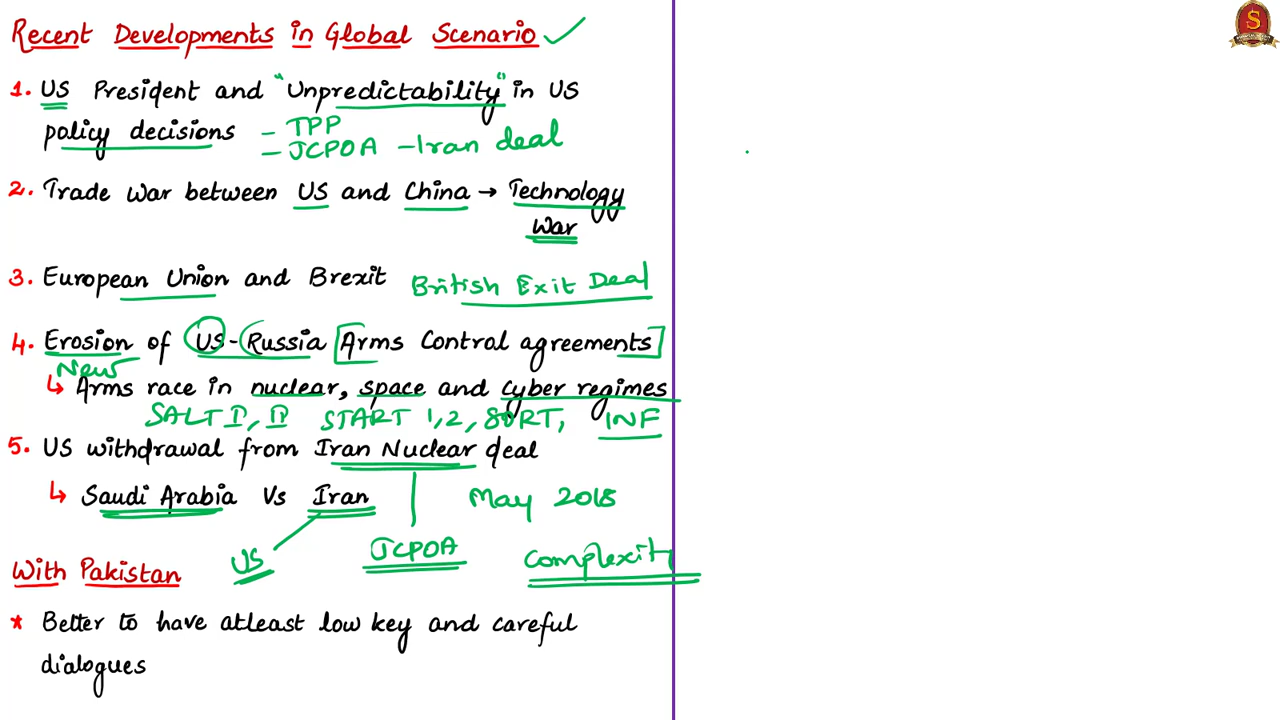 Recent Developments in Global Scenario
1. US President and "Unpredictability" in US
policy decisions - TPP
- JCPOA - Iran deal
2. Trade war between US and China → Technology
War
3. European Union and Brexit British Exit Deal
4. Erosion of US-Russia [Arms Control agreements]
New
↳ Arms race in nuclear, space and cyber regimes
SALT I, II START 1,2, SORT, INF
5. US withdrawal from Iran Nuclear deal
↳ Saudi Arabia Vs Iran May 2018
US JCPOA Complexity
With Pakistan
* Better to have atleast low key and careful
dialogues
S